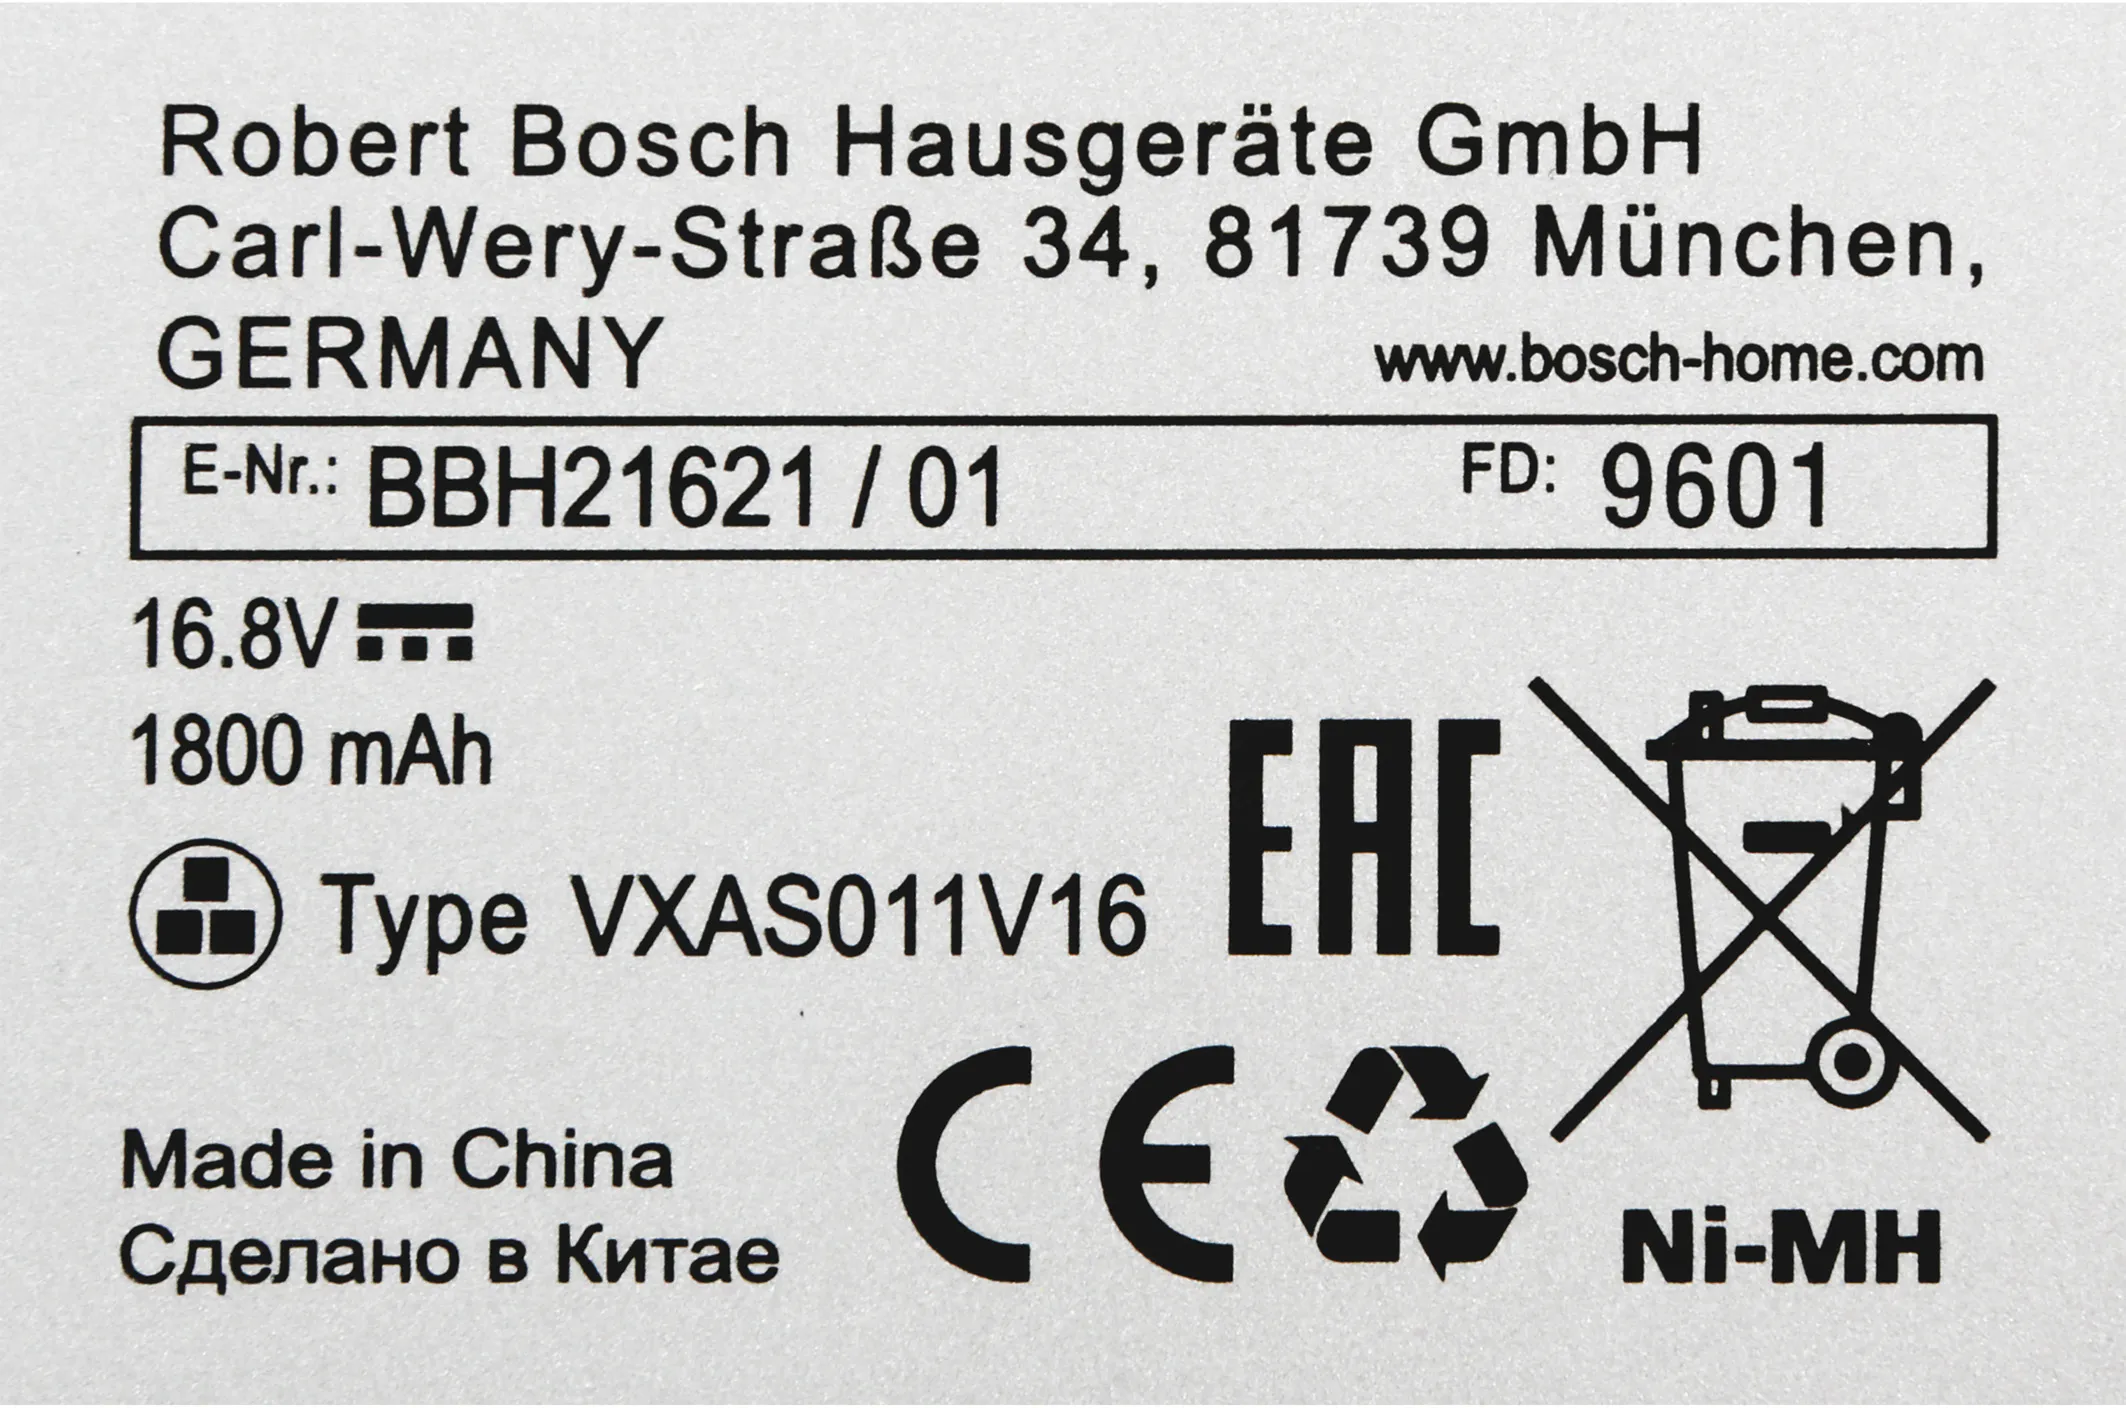 Robert Bosch Hausgeräte GmbH
Carl-Wery-Straße 34, 81739 München,
GERMANY
www.bosch-home.com
E-Nr.: BBH21621 / 01
FD: 9601
16.8V
1800 mAh
Type VXAS011V16
EAC
CE
Made in China
Сделано в Китае
Ni-MH